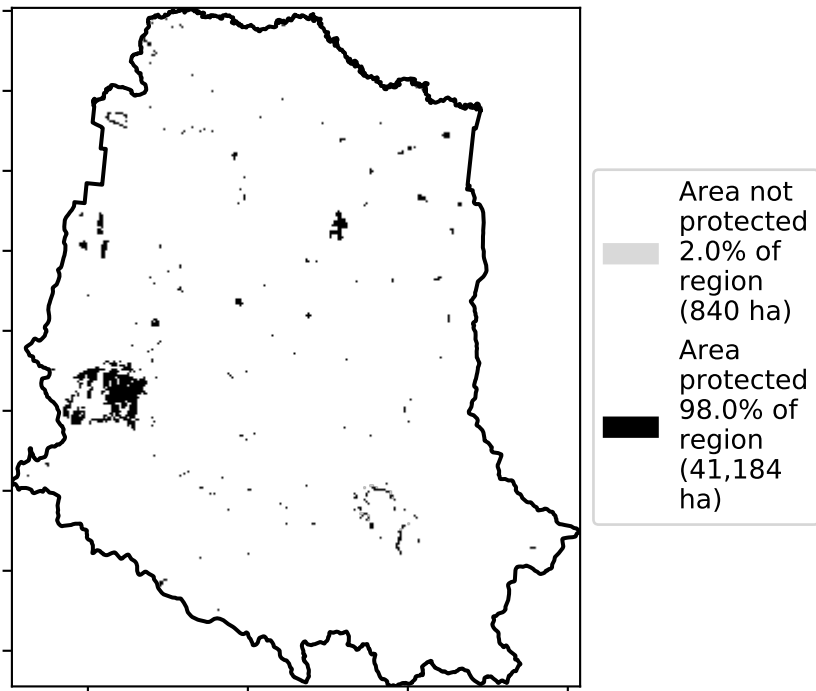 Area not
protected
2.0% of
region
(840 ha)
Area
protected
98.0% of
region
(41,184
ha)